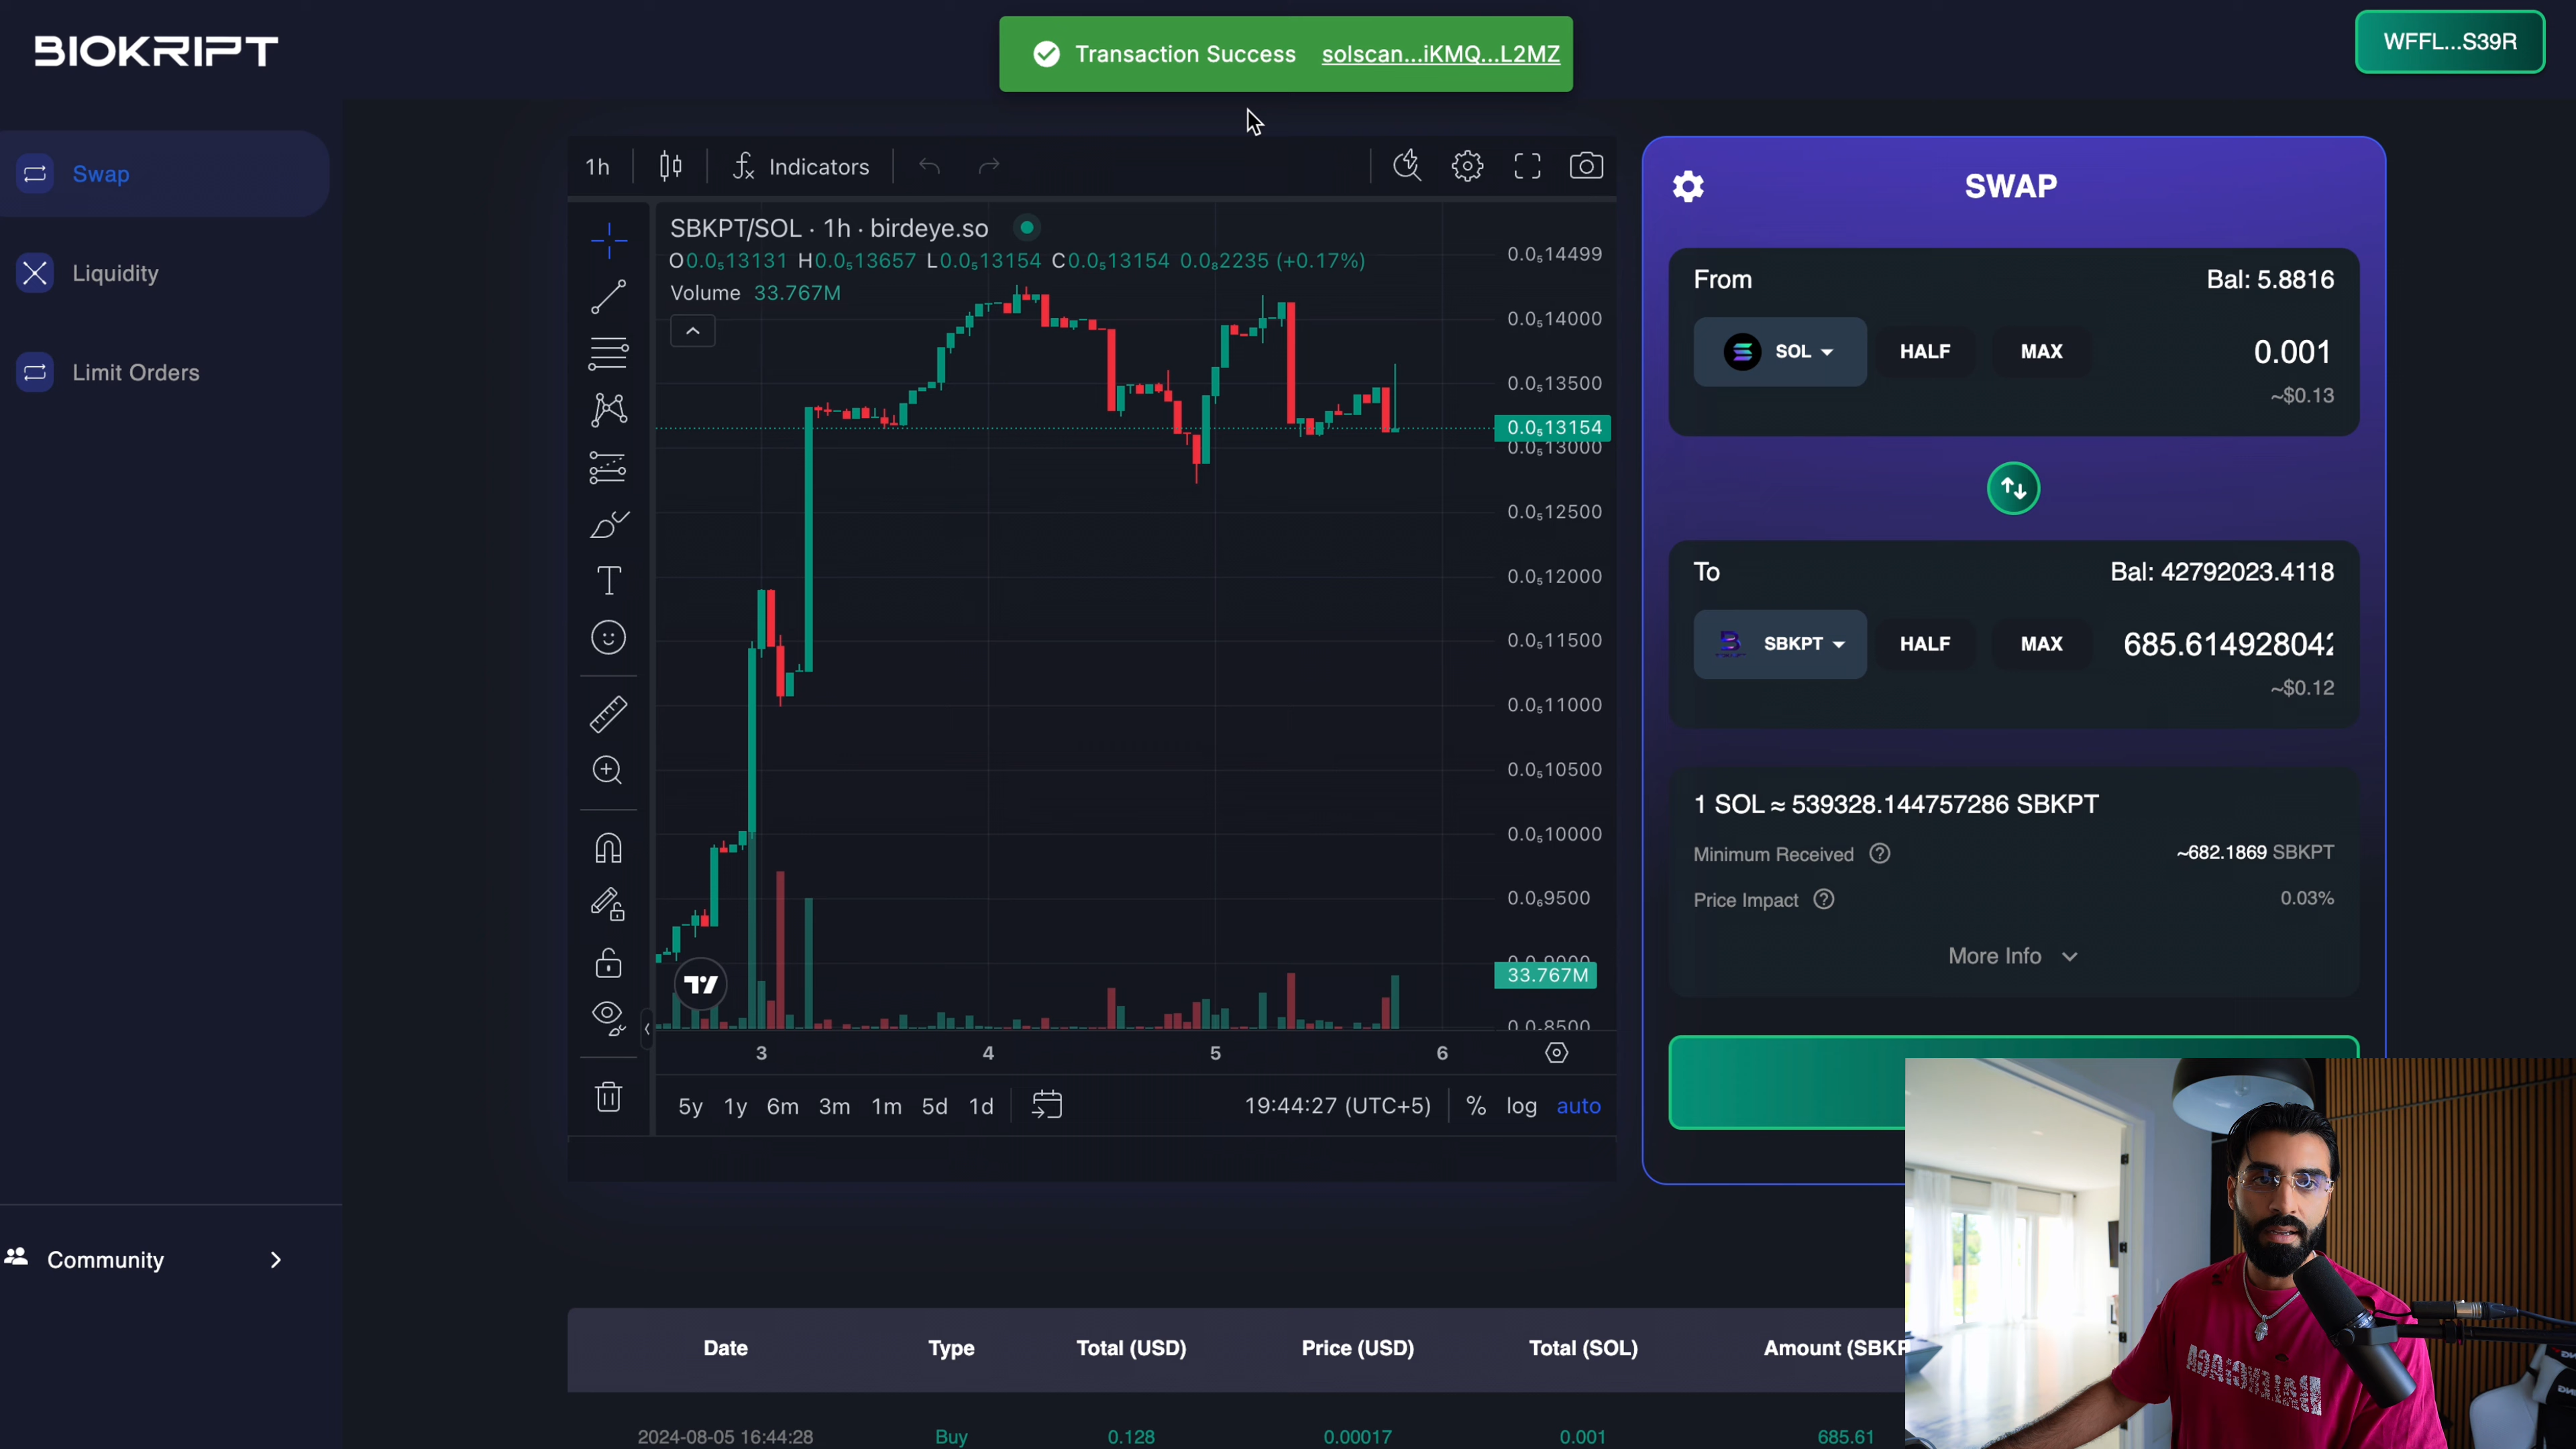 BIOKRIPT
Transaction Success solscan...iKMQ...L2MZ
WFFL...S39R
Swap
Liquidity
Limit Orders
Community
1h
Indicators
SBKPT/SOL · 1h · birdeye.so
O0.0₅13131 H0.0₅13657 L0.0₅13154 C0.0₅13154 0.0₈2235 (+0.17%)
Volume 33.767M
0.0₅14499
0.0₅14000
0.0₅13500
0.0₅13154
0.0₅13000
0.0₅12500
0.0₅12000
0.0₅11500
0.0₅11000
0.0₅10500
0.0₅10000
0.0₆9500
33.767M
3 4 5 6
5y 1y 6m 3m 1m 5d 1d
19:44:27 (UTC+5) % log auto
SWAP
From Bal: 5.8816
SOL HALF MAX 0.001
~$0.13
To Bal: 42792023.4118
SBKPT HALF MAX 685.614928042
~$0.12
1 SOL ≈ 539328.144757286 SBKPT
Minimum Received ? ~682.1869 SBKPT
Price Impact ? 0.03%
More Info
Date Type Total (USD) Price (USD) Total (SOL) Amount (SBKP
2024-08-05 16:44:28 Buy 0.128 0.00017 0.001 685.61